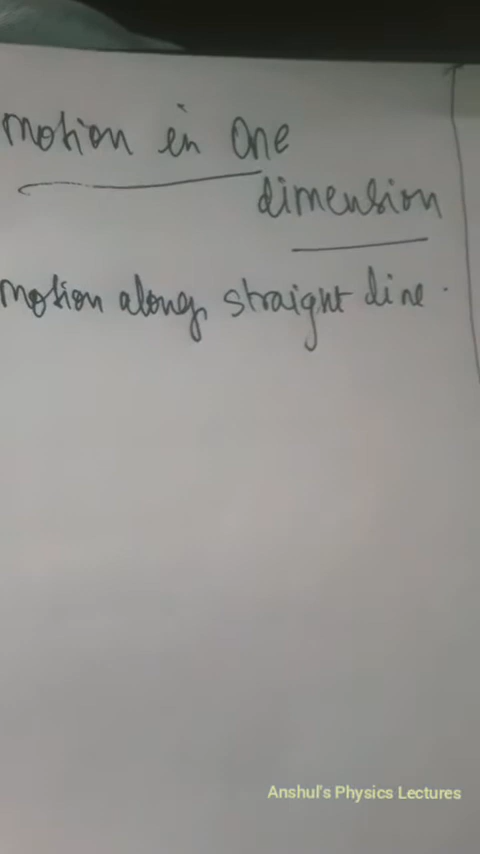 motion in One
dimension
motion along straight line.
Anshul's Physics Lectures